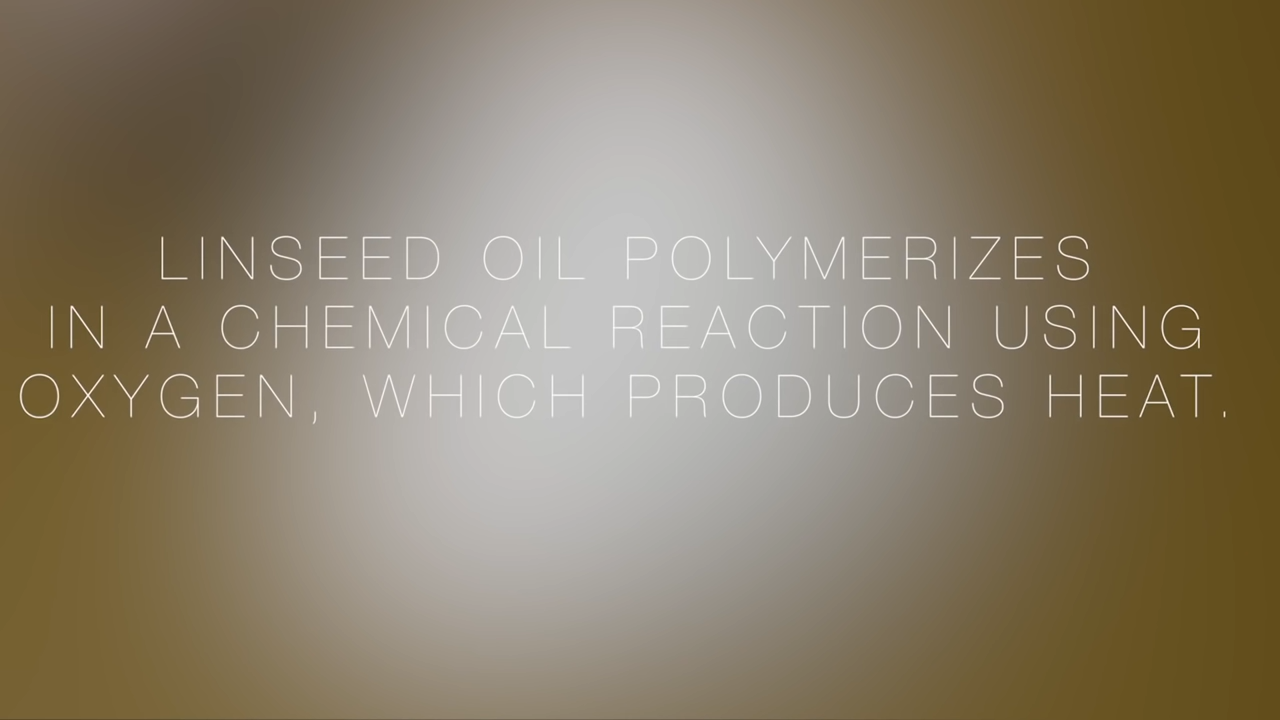 LINSEED OIL POLYMERIZES
IN A CHEMICAL REACTION USING
OXYGEN, WHICH PRODUCES HEAT.